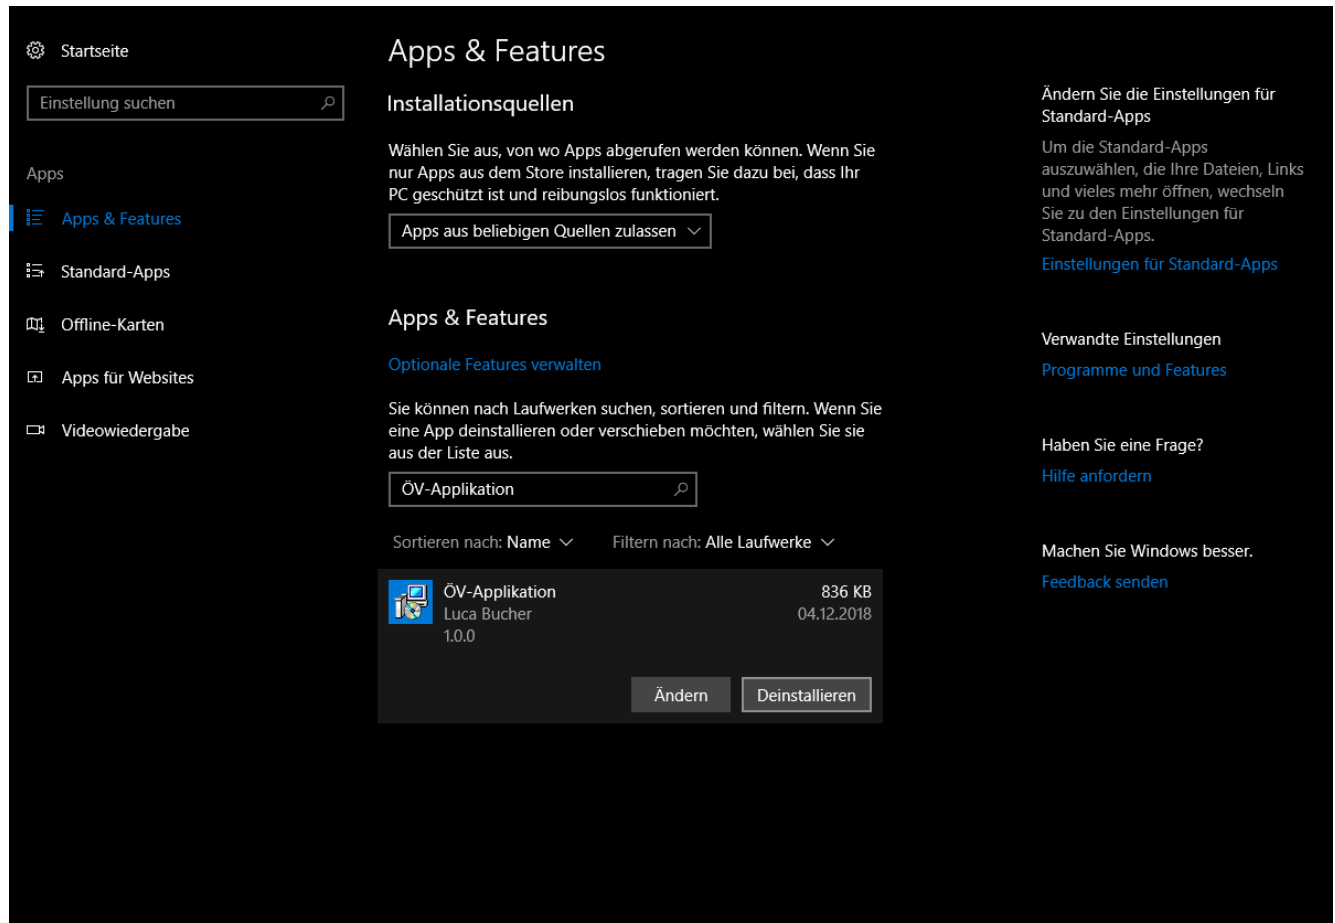 Startseite
Einstellung suchen
Apps
Apps & Features
Standard-Apps
Offline-Karten
Apps für Websites
Videowiedergabe
Apps & Features
Installationsquellen
Wählen Sie aus, von wo Apps abgerufen werden können. Wenn Sie
nur Apps aus dem Store installieren, tragen Sie dazu bei, dass Ihr
PC geschützt ist und reibungslos funktioniert.
Apps aus beliebigen Quellen zulassen
Apps & Features
Optionale Features verwalten
Sie können nach Laufwerken suchen, sortieren und filtern. Wenn Sie
eine App deinstallieren oder verschieben möchten, wählen Sie sie
aus der Liste aus.
ÖV-Applikation
Sortieren nach: Name Filtern nach: Alle Laufwerke
ÖV-Applikation 836 KB
Luca Bucher 04.12.2018
1.0.0
Ändern Deinstallieren
Ändern Sie die Einstellungen für
Standard-Apps
Um die Standard-Apps
auszuwählen, die Ihre Dateien, Links
und vieles mehr öffnen, wechseln
Sie zu den Einstellungen für
Standard-Apps.
Einstellungen für Standard-Apps
Verwandte Einstellungen
Programme und Features
Haben Sie eine Frage?
Hilfe anfordern
Machen Sie Windows besser.
Feedback senden